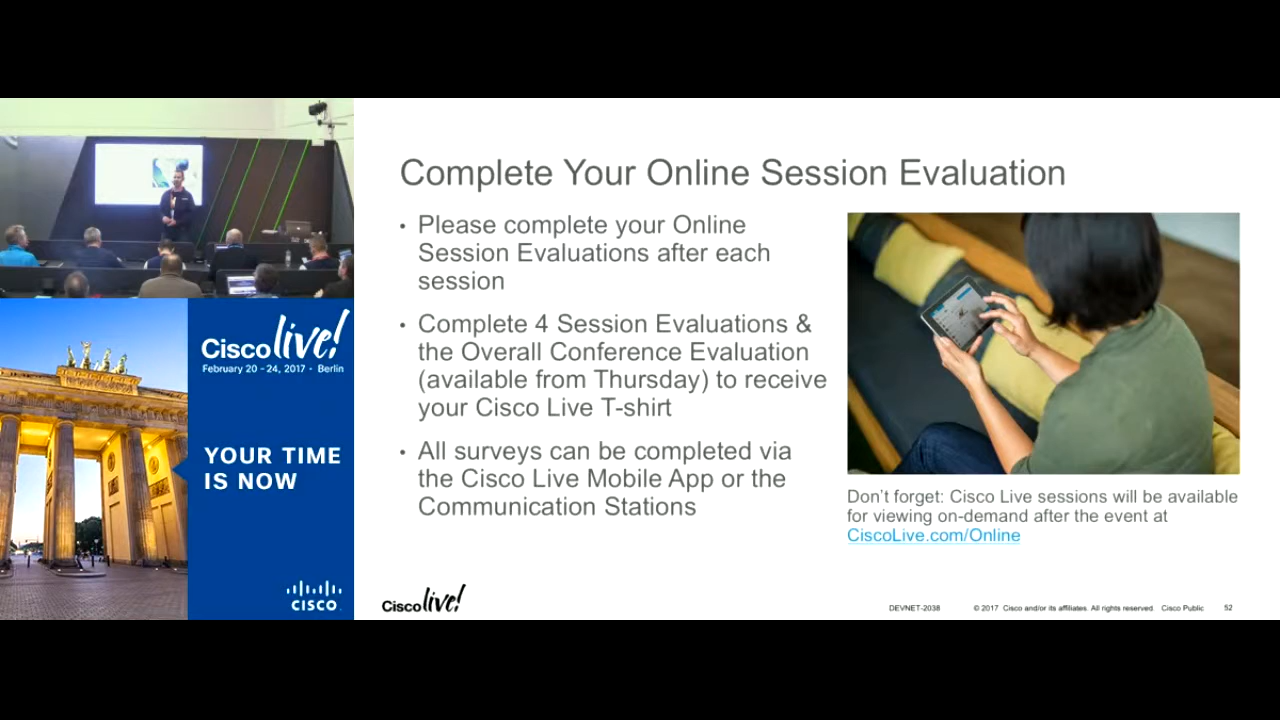 Complete Your Online Session Evaluation
• Please complete your Online
Session Evaluations after each
session
• Complete 4 Session Evaluations &
the Overall Conference Evaluation
(available from Thursday) to receive
your Cisco Live T-shirt
• All surveys can be completed via
the Cisco Live Mobile App or the
Communication Stations
Don't forget: Cisco Live sessions will be available
for viewing on-demand after the event at
CiscoLive.com/Online
Cisco live!
February 20 - 24, 2017 • Berlin
YOUR TIME
IS NOW
CISCO
Cisco live!
DEVNET-2038 © 2017 Cisco and/or its affiliates. All rights reserved. Cisco Public 52